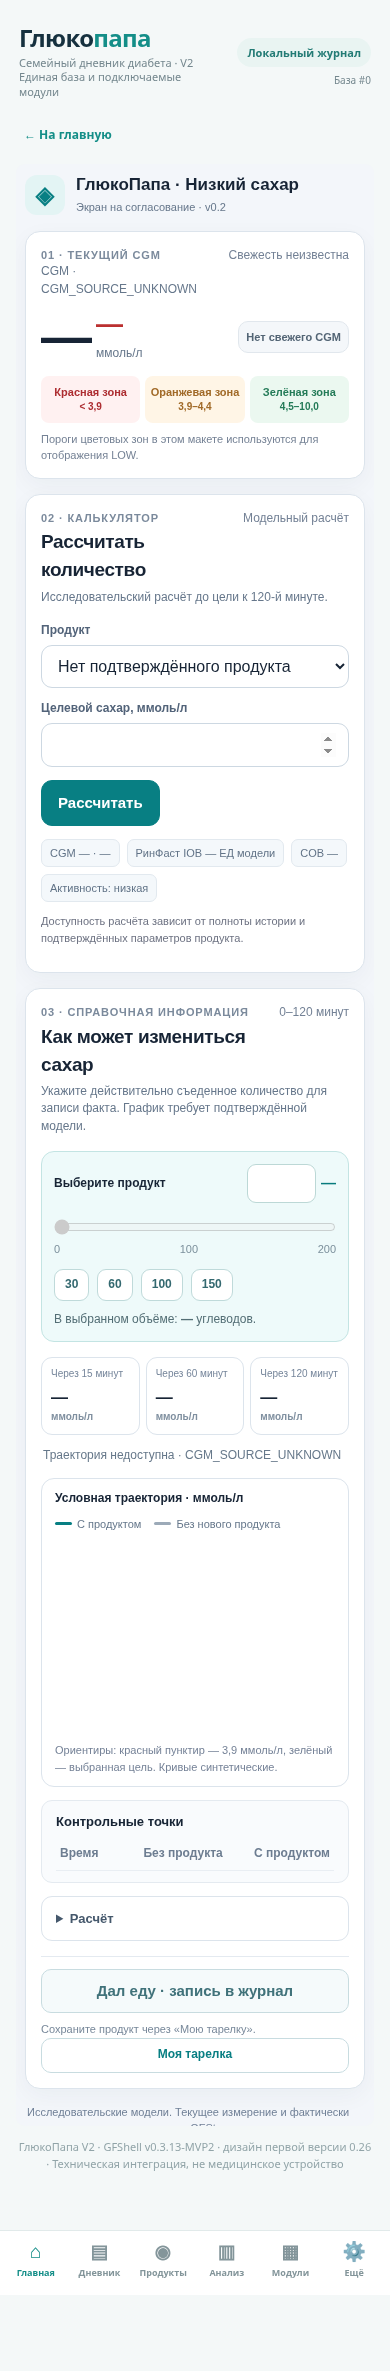 Глюкопапа
Семейный дневник диабета · V2
Единая база и подключаемые
модули
Локальный журнал
База #0
← На главную
ГлюкоПапа · Низкий сахар
Экран на согласование · v0.2
01 · ТЕКУЩИЙ CGM
Свежесть неизвестна
CGM ·
CGM_SOURCE_UNKNOWN
— —
ммоль/л
Нет свежего CGM
Красная зона
< 3,9
Оранжевая зона
3,9–4,4
Зелёная зона
4,5–10,0
Пороги цветовых зон в этом макете используются для
отображения LOW.
02 · КАЛЬКУЛЯТОР
Модельный расчёт
Рассчитать
количество
Исследовательский расчёт до цели к 120-й минуте.
Продукт
Нет подтверждённого продукта
Целевой сахар, ммоль/л
Рассчитать
CGM — · —
РинФаст IOB — ЕД модели
COB —
Активность: низкая
Доступность расчёта зависит от полноты истории и
подтверждённых параметров продукта.
03 · СПРАВОЧНАЯ ИНФОРМАЦИЯ
0–120 минут
Как может измениться
сахар
Укажите действительно съеденное количество для
записи факта. График требует подтверждённой
модели.
Выберите продукт
—
0 100 200
30 60 100 150
В выбранном объёме: — углеводов.
Через 15 минут
—
ммоль/л
Через 60 минут
—
ммоль/л
Через 120 минут
—
ммоль/л
Траектория недоступна · CGM_SOURCE_UNKNOWN
Условная траектория · ммоль/л
С продуктом
Без нового продукта
Ориентиры: красный пунктир — 3,9 ммоль/л, зелёный
— выбранная цель. Кривые синтетические.
Контрольные точки
Время Без продукта С продуктом
▶ Расчёт
Дал еду · запись в журнал
Сохраните продукт через «Мою тарелку».
Моя тарелка
Исследовательские модели. Текущее измерение и фактически
ГлюкоПапа V2 · GFShell v0.3.13-MVP2 · дизайн первой версии 0.26
· Техническая интеграция, не медицинское устройство
Главная Дневник Продукты Анализ Модули Ещё